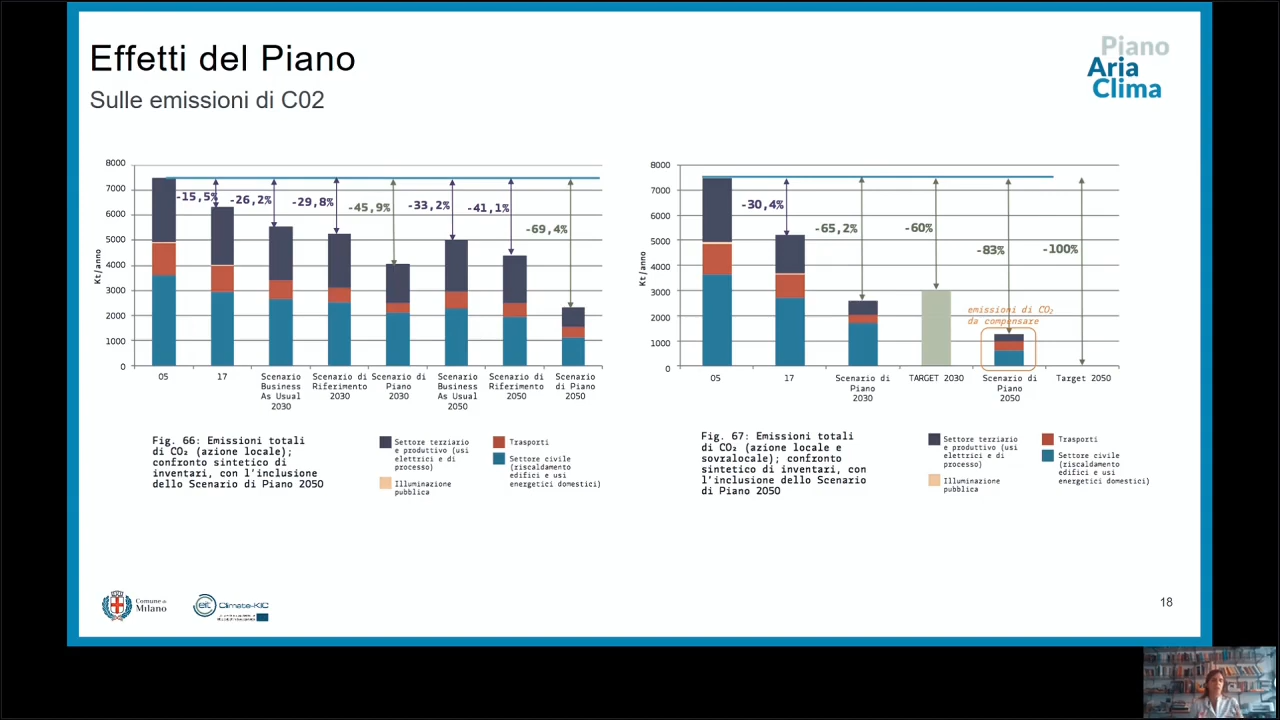 Effetti del Piano
Sulle emissioni di C02
Piano
Aria
Clima
8000
7000
6000
5000
4000
3000
2000
1000
0
Kt/anno
-15,5%
-26,2%
-29,8%
-45,9%
-33,2%
-41,1%
-69,4%
05
17
Scenario
Business
As Usual
2030
Scenario di
Riferimento
2030
Scenario di
Piano
2030
Scenario
Business
As Usual
2050
Scenario di
Riferimento
2050
Scenario
di Piano
2050
Fig. 66: Emissioni totali
di CO₂ (azione locale);
confronto sintetico di
inventari, con l'inclusione
dello Scenario di Piano 2050
Settore terziario
e produttivo (usi
elettrici e di
processo)
Illuminazione
pubblica
Trasporti
Settore civile
(riscaldamento
edifici e usi
energetici domestici)
8000
7000
6000
5000
4000
3000
2000
1000
0
Kt/anno
-30,4%
-65,2%
-60%
-83%
-100%
emissioni di CO₂
da compensare
05
17
Scenario di
Piano
2030
TARGET 2030
Scenario di
Piano
2050
Target 2050
Fig. 67: Emissioni totali
di CO₂ (azione locale e
sovralocale); confronto
sintetico di inventari, con
l'inclusione dello Scenario
di Piano 2050
Settore terziario
e produttivo (usi
elettrici e di
processo)
Illuminazione
pubblica
Trasporti
Settore civile
(riscaldamento
edifici e usi
energetici domestici)
Comune di
Milano
eit
Climate-KIC
18